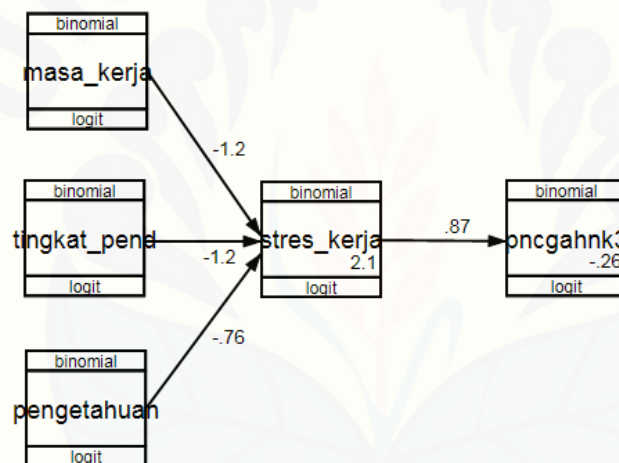 binomial
masa_kerja
logit
-1.2
binomial
tingkat_pend
logit
-1.2
binomial
pengetahuan
logit
-.76
binomial
stres_kerja
2.1
logit
.87
binomial
pncgahnk3
-.26
logit